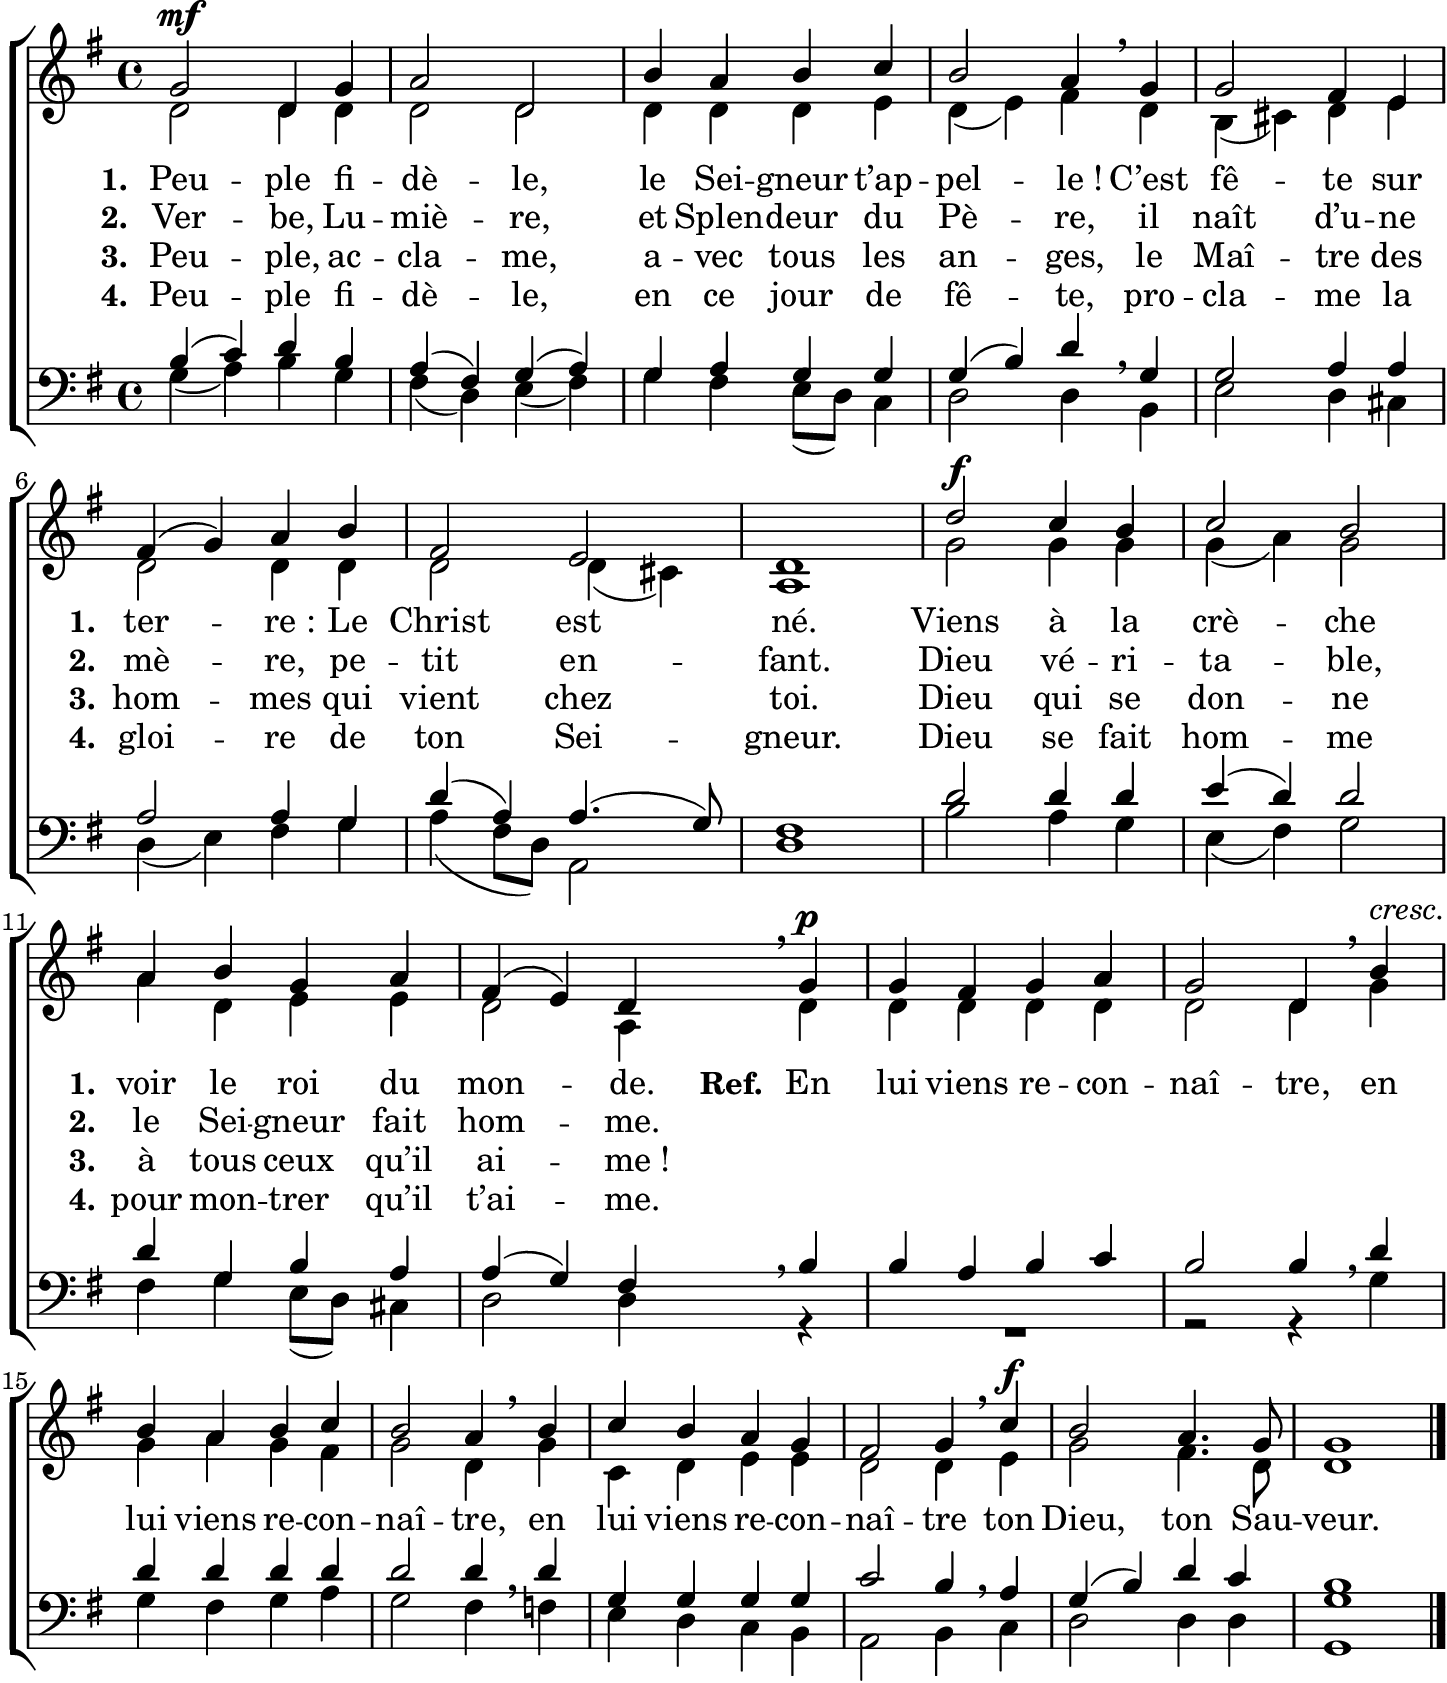 mf
1. Peu - ple fi - dè - le, le Sei - gneur t’ap - pel - le ! C’est fê - te sur
2. Ver - be, Lu - miè - re, et Splendeur du Pè - re, il naît d’u - ne
3. Peu - ple, ac - cla - me, a - vec tous les an - ges, le Maî - tre des
4. Peu - ple fi - dè - le, en ce jour de fê - te, pro - cla - me la
6
f
1. ter - re : Le Christ est né. Viens à la crè - che
2. mè - re, pe - tit en - fant. Dieu vé - ri - ta - ble,
3. hom - mes qui vient chez toi. Dieu qui se don - ne
4. gloi - re de ton Sei - gneur. Dieu se fait hom - me
11
p
cresc.
1. voir le roi du mon - de. Ref. En lui viens re - con - naî - tre, en
2. le Sei - gneur fait hom - me.
3. à tous ceux qu’il ai - me !
4. pour mon - trer qu’il t’ai - me.
15
f
lui viens re - con - naî - tre, en lui viens re - con - naî - tre ton Dieu, ton Sau - veur.